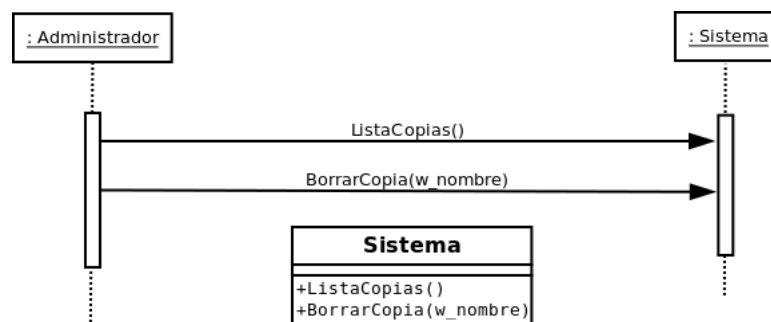 : Administrador
: Sistema
ListaCopias()
BorrarCopia(w_nombre)
Sistema
+ListaCopias()
+BorrarCopia(w_nombre)